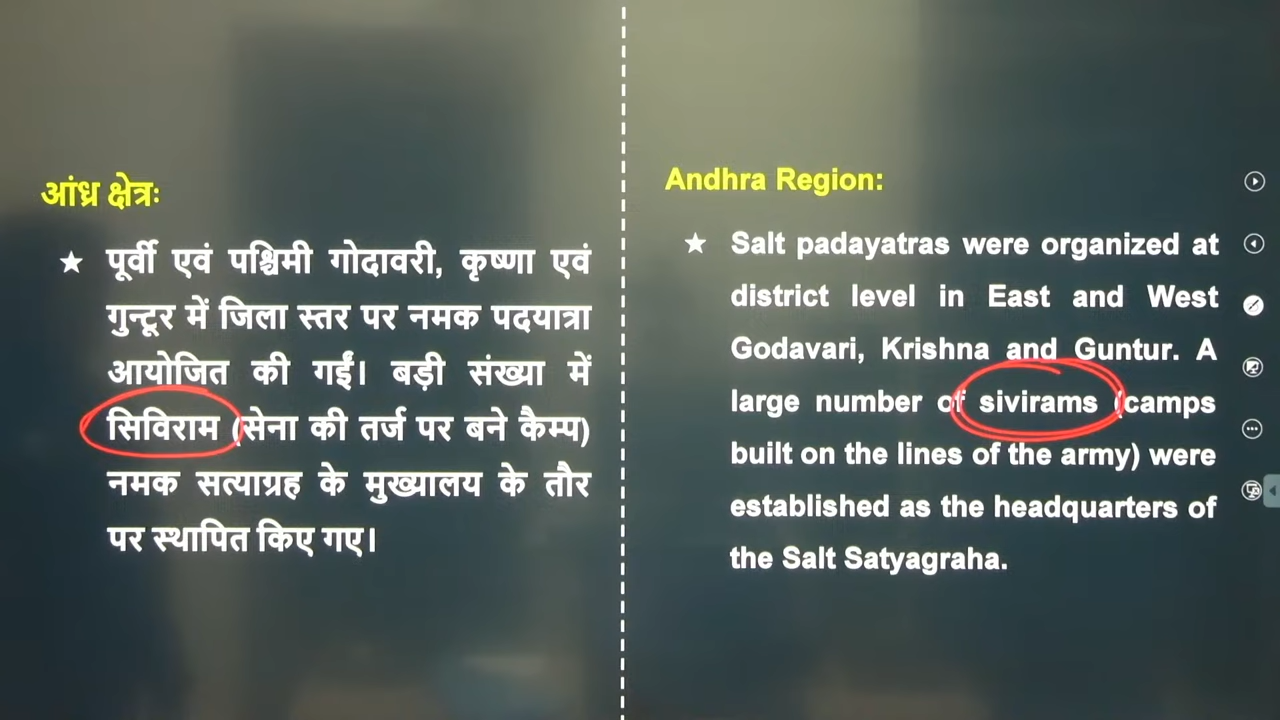 आंध्र क्षेत्रः
★ पूर्वी एवं पश्चिमी गोदावरी, कृष्णा एवं
गुन्टूर में जिला स्तर पर नमक पदयात्रा
आयोजित की गईं। बड़ी संख्या में
सिविराम (सेना की तर्ज पर बने कैम्प)
नमक सत्याग्रह के मुख्यालय के तौर
पर स्थापित किए गए।
Andhra Region:
★ Salt padayatras were organized at
district level in East and West
Godavari, Krishna and Guntur. A
large number of sivirams (camps
built on the lines of the army) were
established as the headquarters of
the Salt Satyagraha.